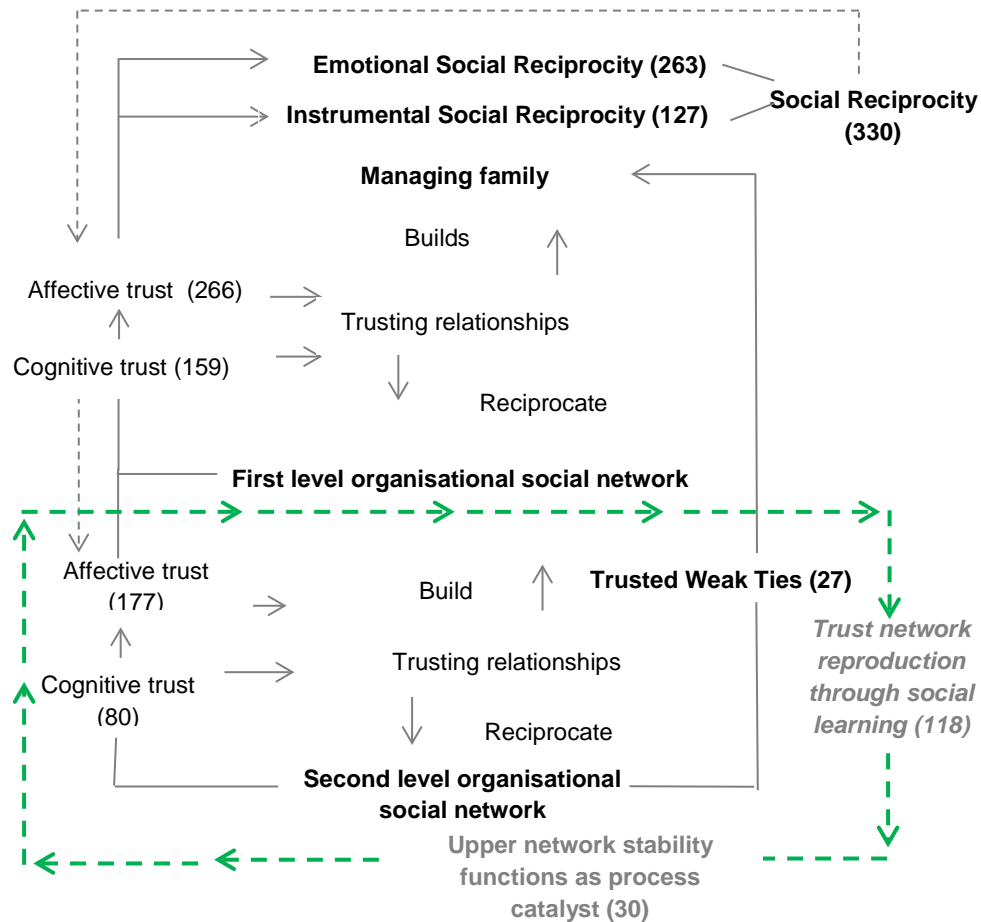 Emotional Social Reciprocity (263)
Social Reciprocity
(330)
Instrumental Social Reciprocity (127)
Managing family
Builds
Affective trust (266)
Trusting relationships
Cognitive trust (159)
Reciprocate
First level organisational social network
Affective trust
(177)
Build
Trusted Weak Ties (27)
Trust network
reproduction
through social
learning (118)
Trusting relationships
Cognitive trust
(80)
Reciprocate
Second level organisational
social network
Upper network stability
functions as process
catalyst (30)